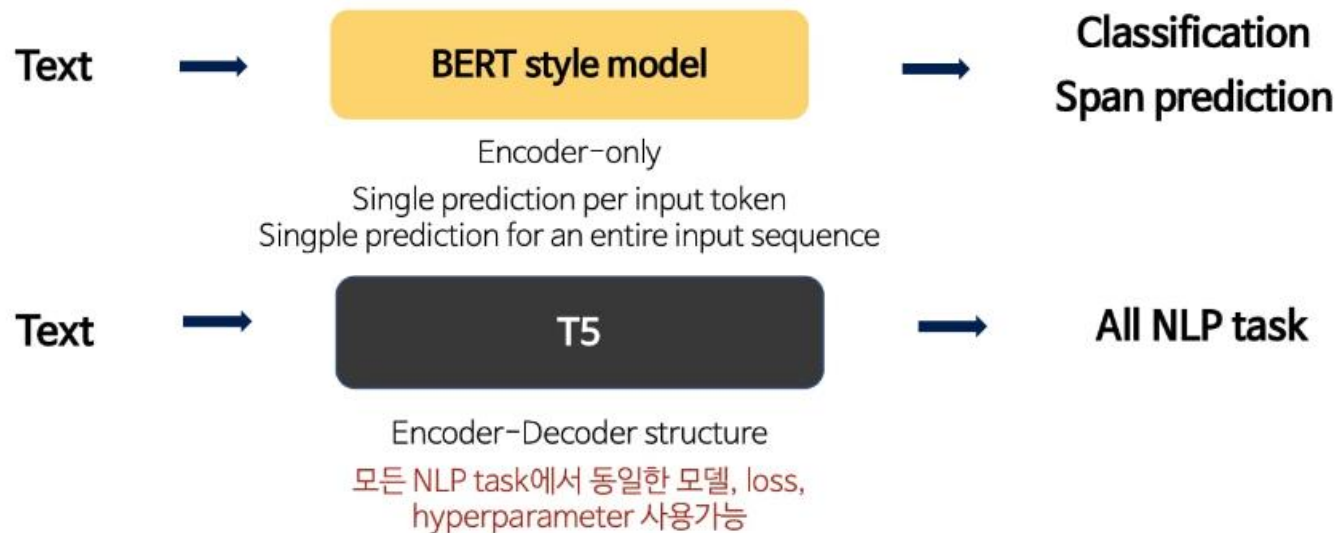 Text
BERT style model
Classification
Span prediction
Encoder-only
Single prediction per input token
Singple prediction for an entire input sequence
Text
T5
All NLP task
Encoder-Decoder structure
모든 NLP task에서 동일한 모델, loss,
hyperparameter 사용가능